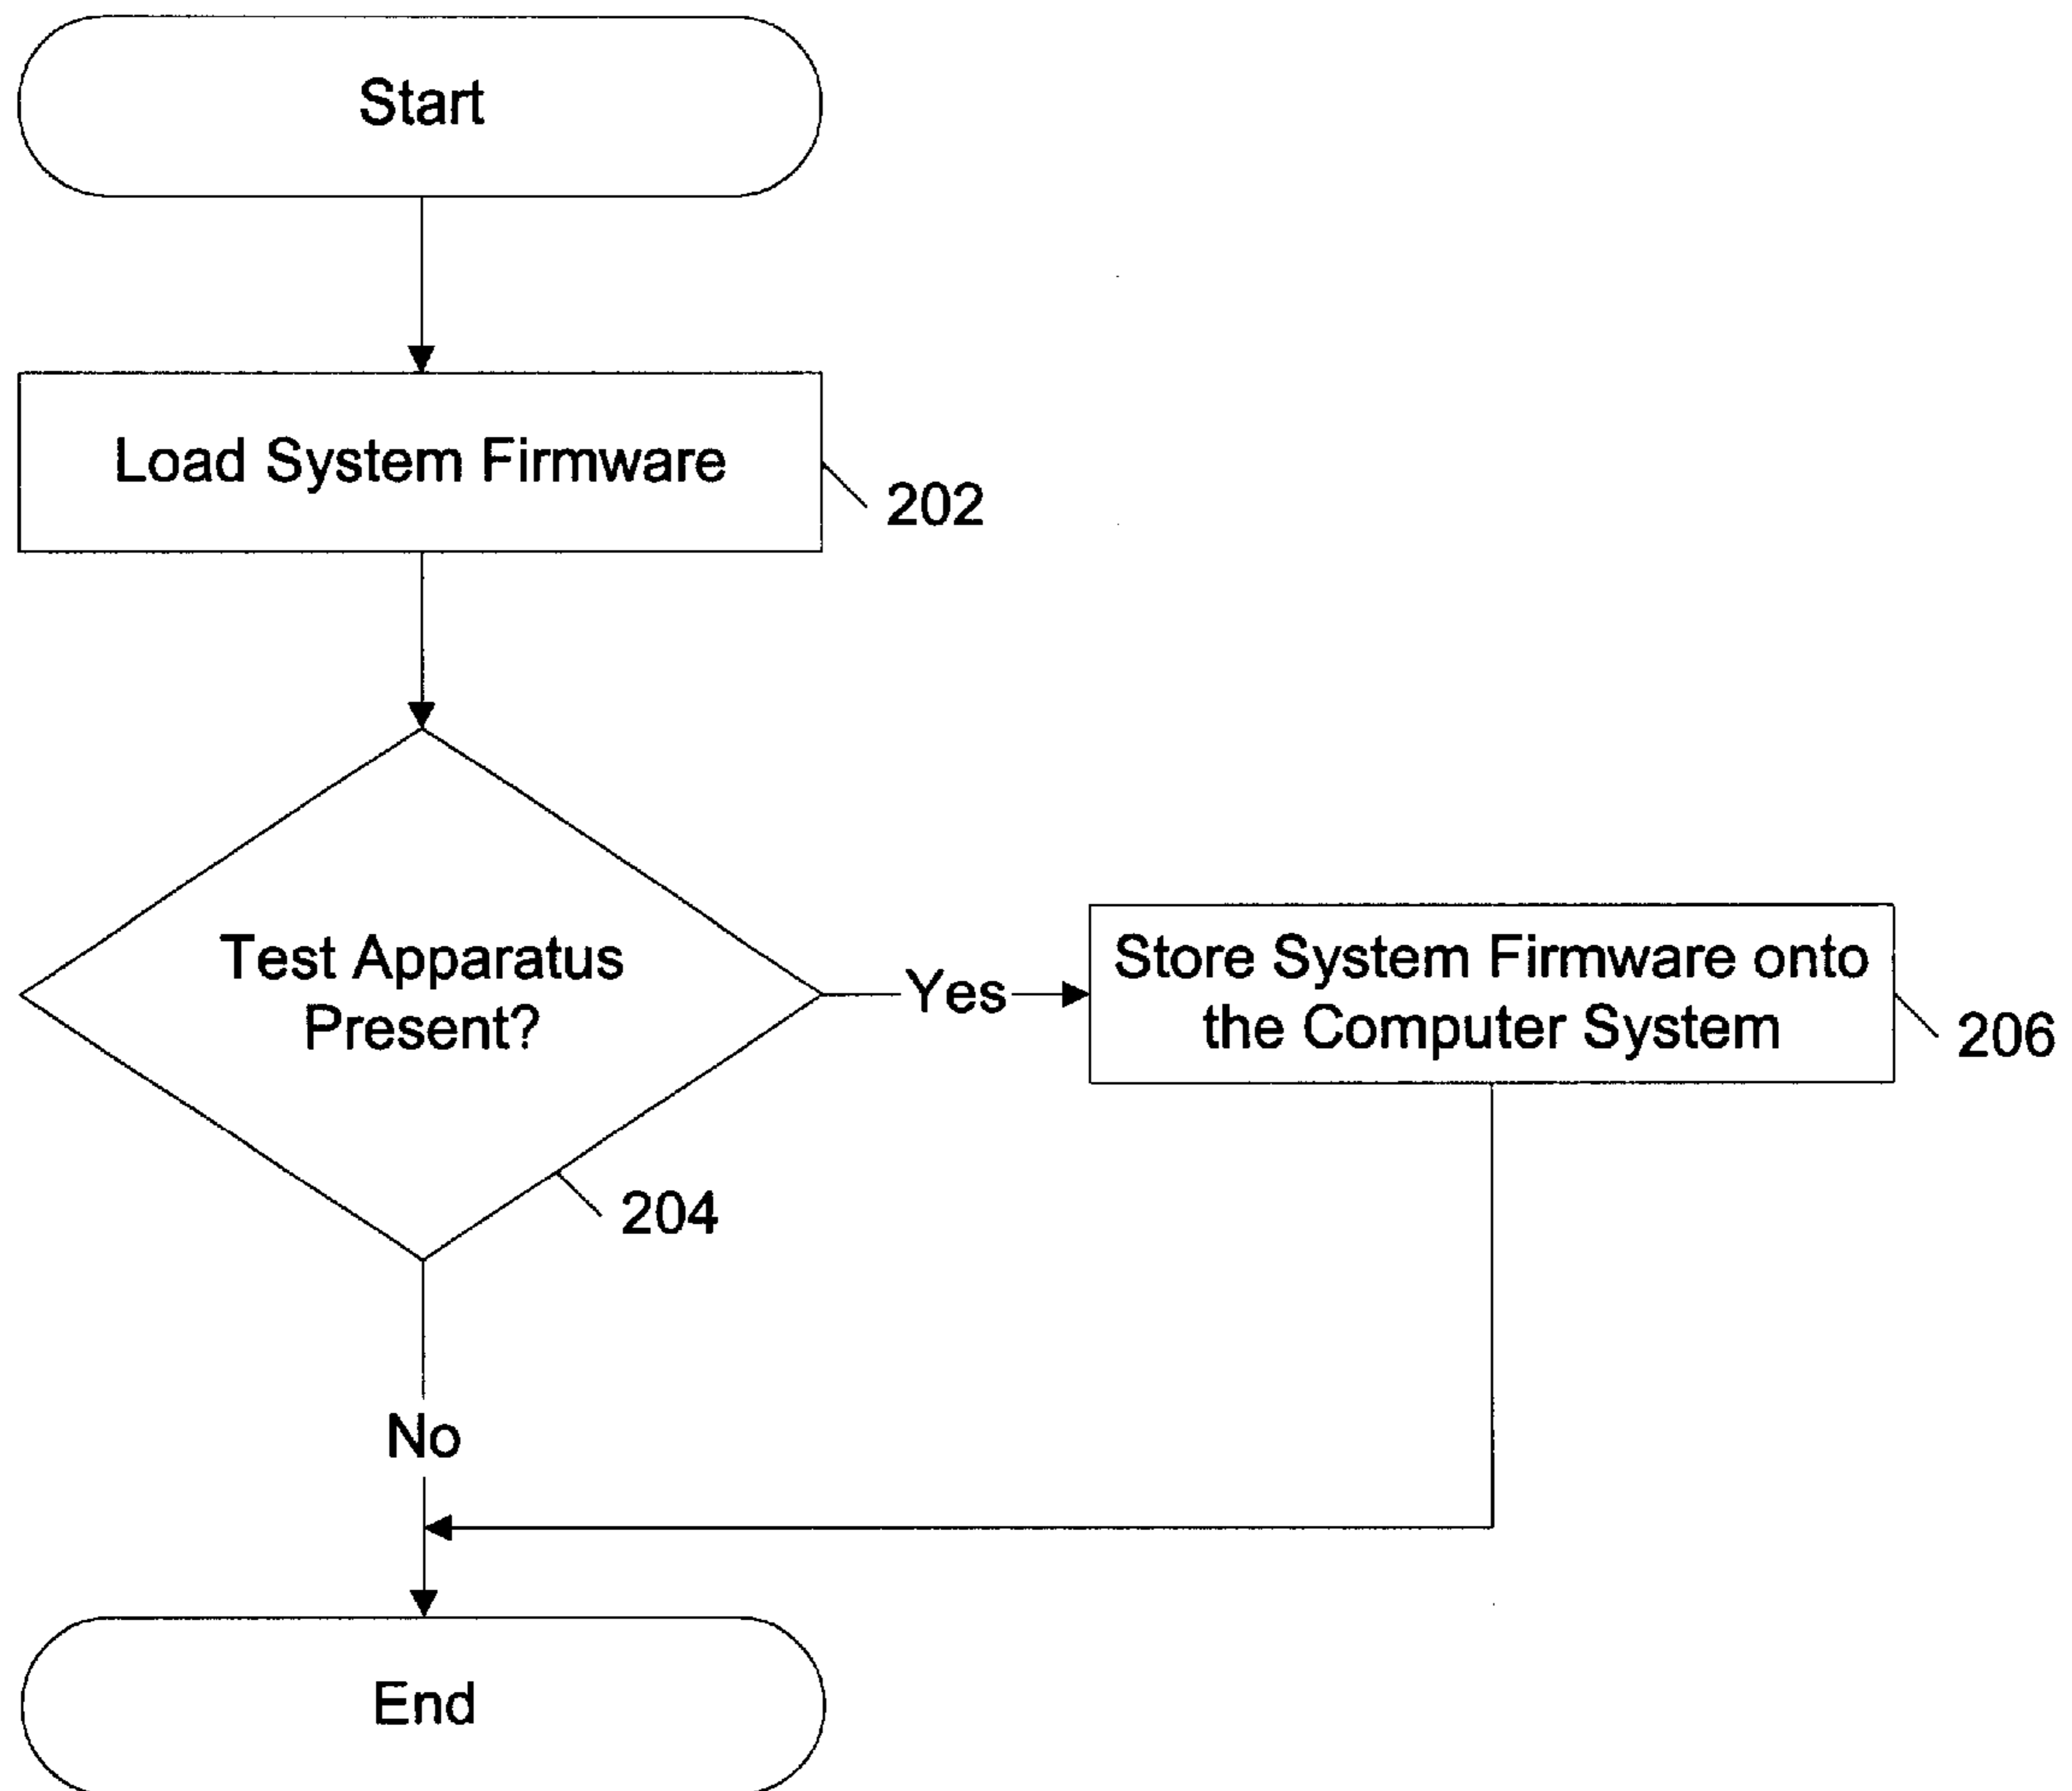 Start
Load System Firmware
202
Test Apparatus
Present?
204
Yes
Store System Firmware onto
the Computer System
206
No
End